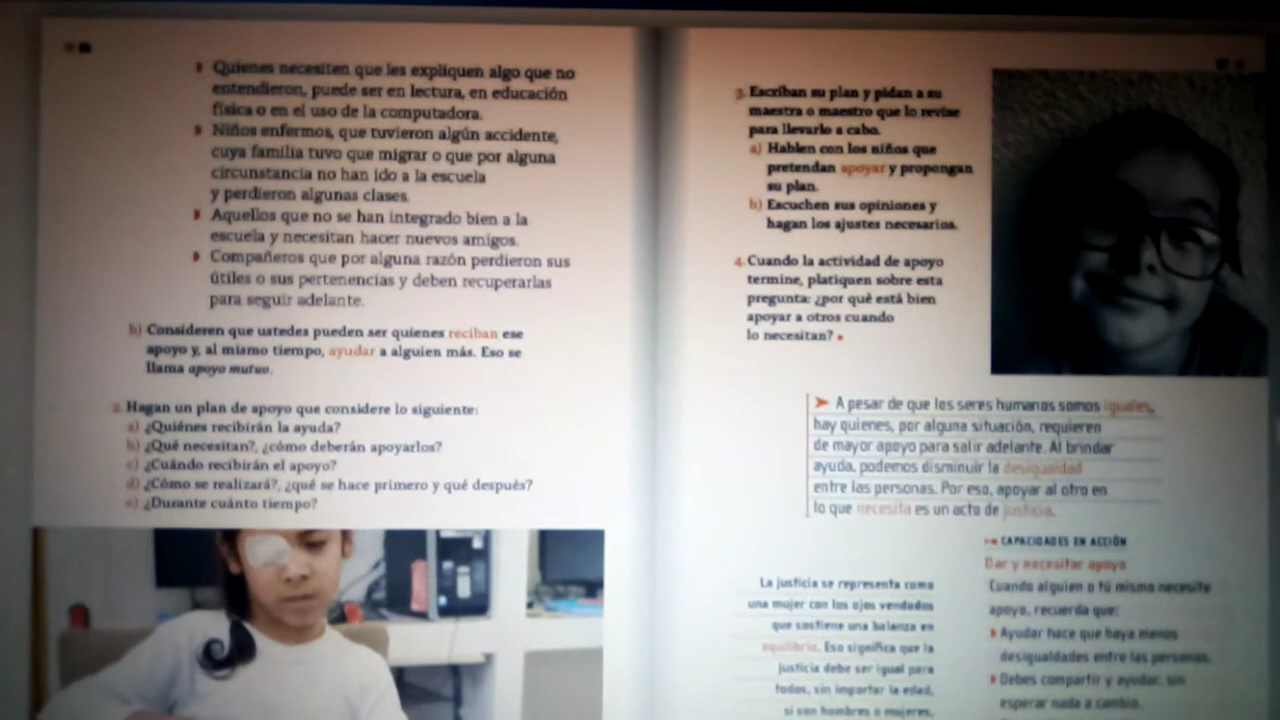 Quienes necesiten que les expliquen algo que no
entendieron, puede ser en lectura, en educación
física o en el uso de la computadora.
Niños enfermos, que tuvieron algún accidente,
cuya familia tuvo que migrar o que por alguna
circunstancia no han ido a la escuela
y perdieron algunas clases.
Aquellos que no se han integrado bien a la
escuela y necesitan hacer nuevos amigos.
Compañeros que por alguna razón perdieron sus
útiles o sus pertenencias y deben recuperarlas
para seguir adelante.
b) Consideren que ustedes pueden ser quienes reciban ese
apoyo y, al mismo tiempo, ayudar a alguien más. Eso se
llama apoyo mutuo.
2. Hagan un plan de apoyo que considere lo siguiente:
a) ¿Quiénes recibirán la ayuda?
b) ¿Qué necesitan?, ¿cómo deberán apoyarlos?
c) ¿Cuándo recibirán el apoyo?
d) ¿Cómo se realizará?, ¿qué se hace primero y qué después?
e) ¿Durante cuánto tiempo?
3. Escriban su plan y pidan a su
maestra o maestro que lo revise
para llevarlo a cabo.
a) Hablen con los niños que
pretendan apoyar y propongan
su plan.
b) Escuchen sus opiniones y
hagan los ajustes necesarios.
4. Cuando la actividad de apoyo
termine, platiquen sobre esta
pregunta: ¿por qué está bien
apoyar a otros cuando
lo necesitan?
A pesar de que los seres humanos somos iguales,
hay quienes, por alguna situación, requieren
de mayor apoyo para salir adelante. Al brindar
ayuda, podemos disminuir la desigualdad
entre las personas. Por eso, apoyar al otro en
lo que necesita es un acto de justicia.
La justicia se representa como
una mujer con los ojos vendados
que sostiene una balanza en
equilibrio. Eso significa que la
justicia debe ser igual para
todos, sin importar la edad,
si son hombres o mujeres,
CAPACIDADES EN ACCIÓN
Dar y necesitar apoyo
Cuando alguien o tú mismo necesite
apoyo, recuerda que:
Ayudar hace que haya menos
desigualdades entre las personas.
Debes compartir y ayudar, sin
esperar nada a cambio.